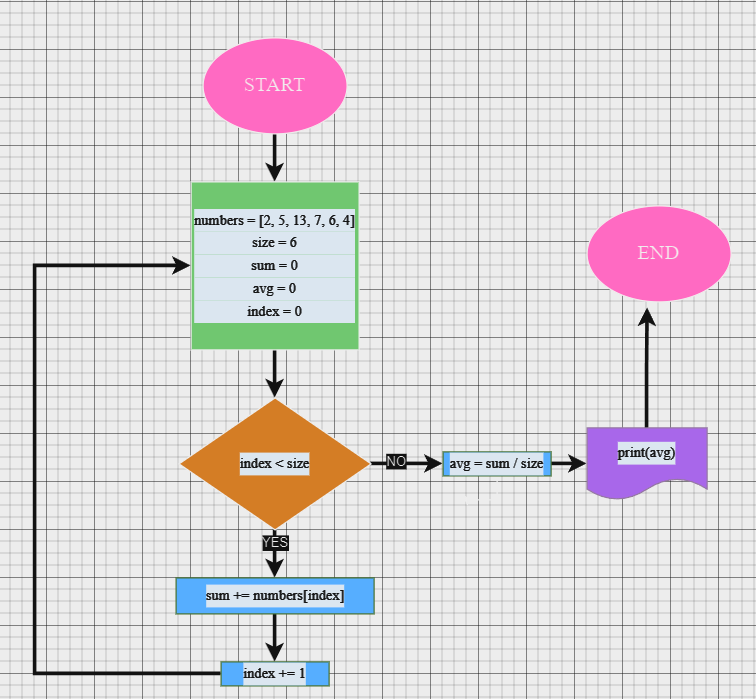 START
numbers = [2, 5, 13, 7, 6, 4]
size = 6
sum = 0
avg = 0
index = 0
index < size
NO
avg = sum / size
print(avg)
END
YES
sum += numbers[index]
index += 1